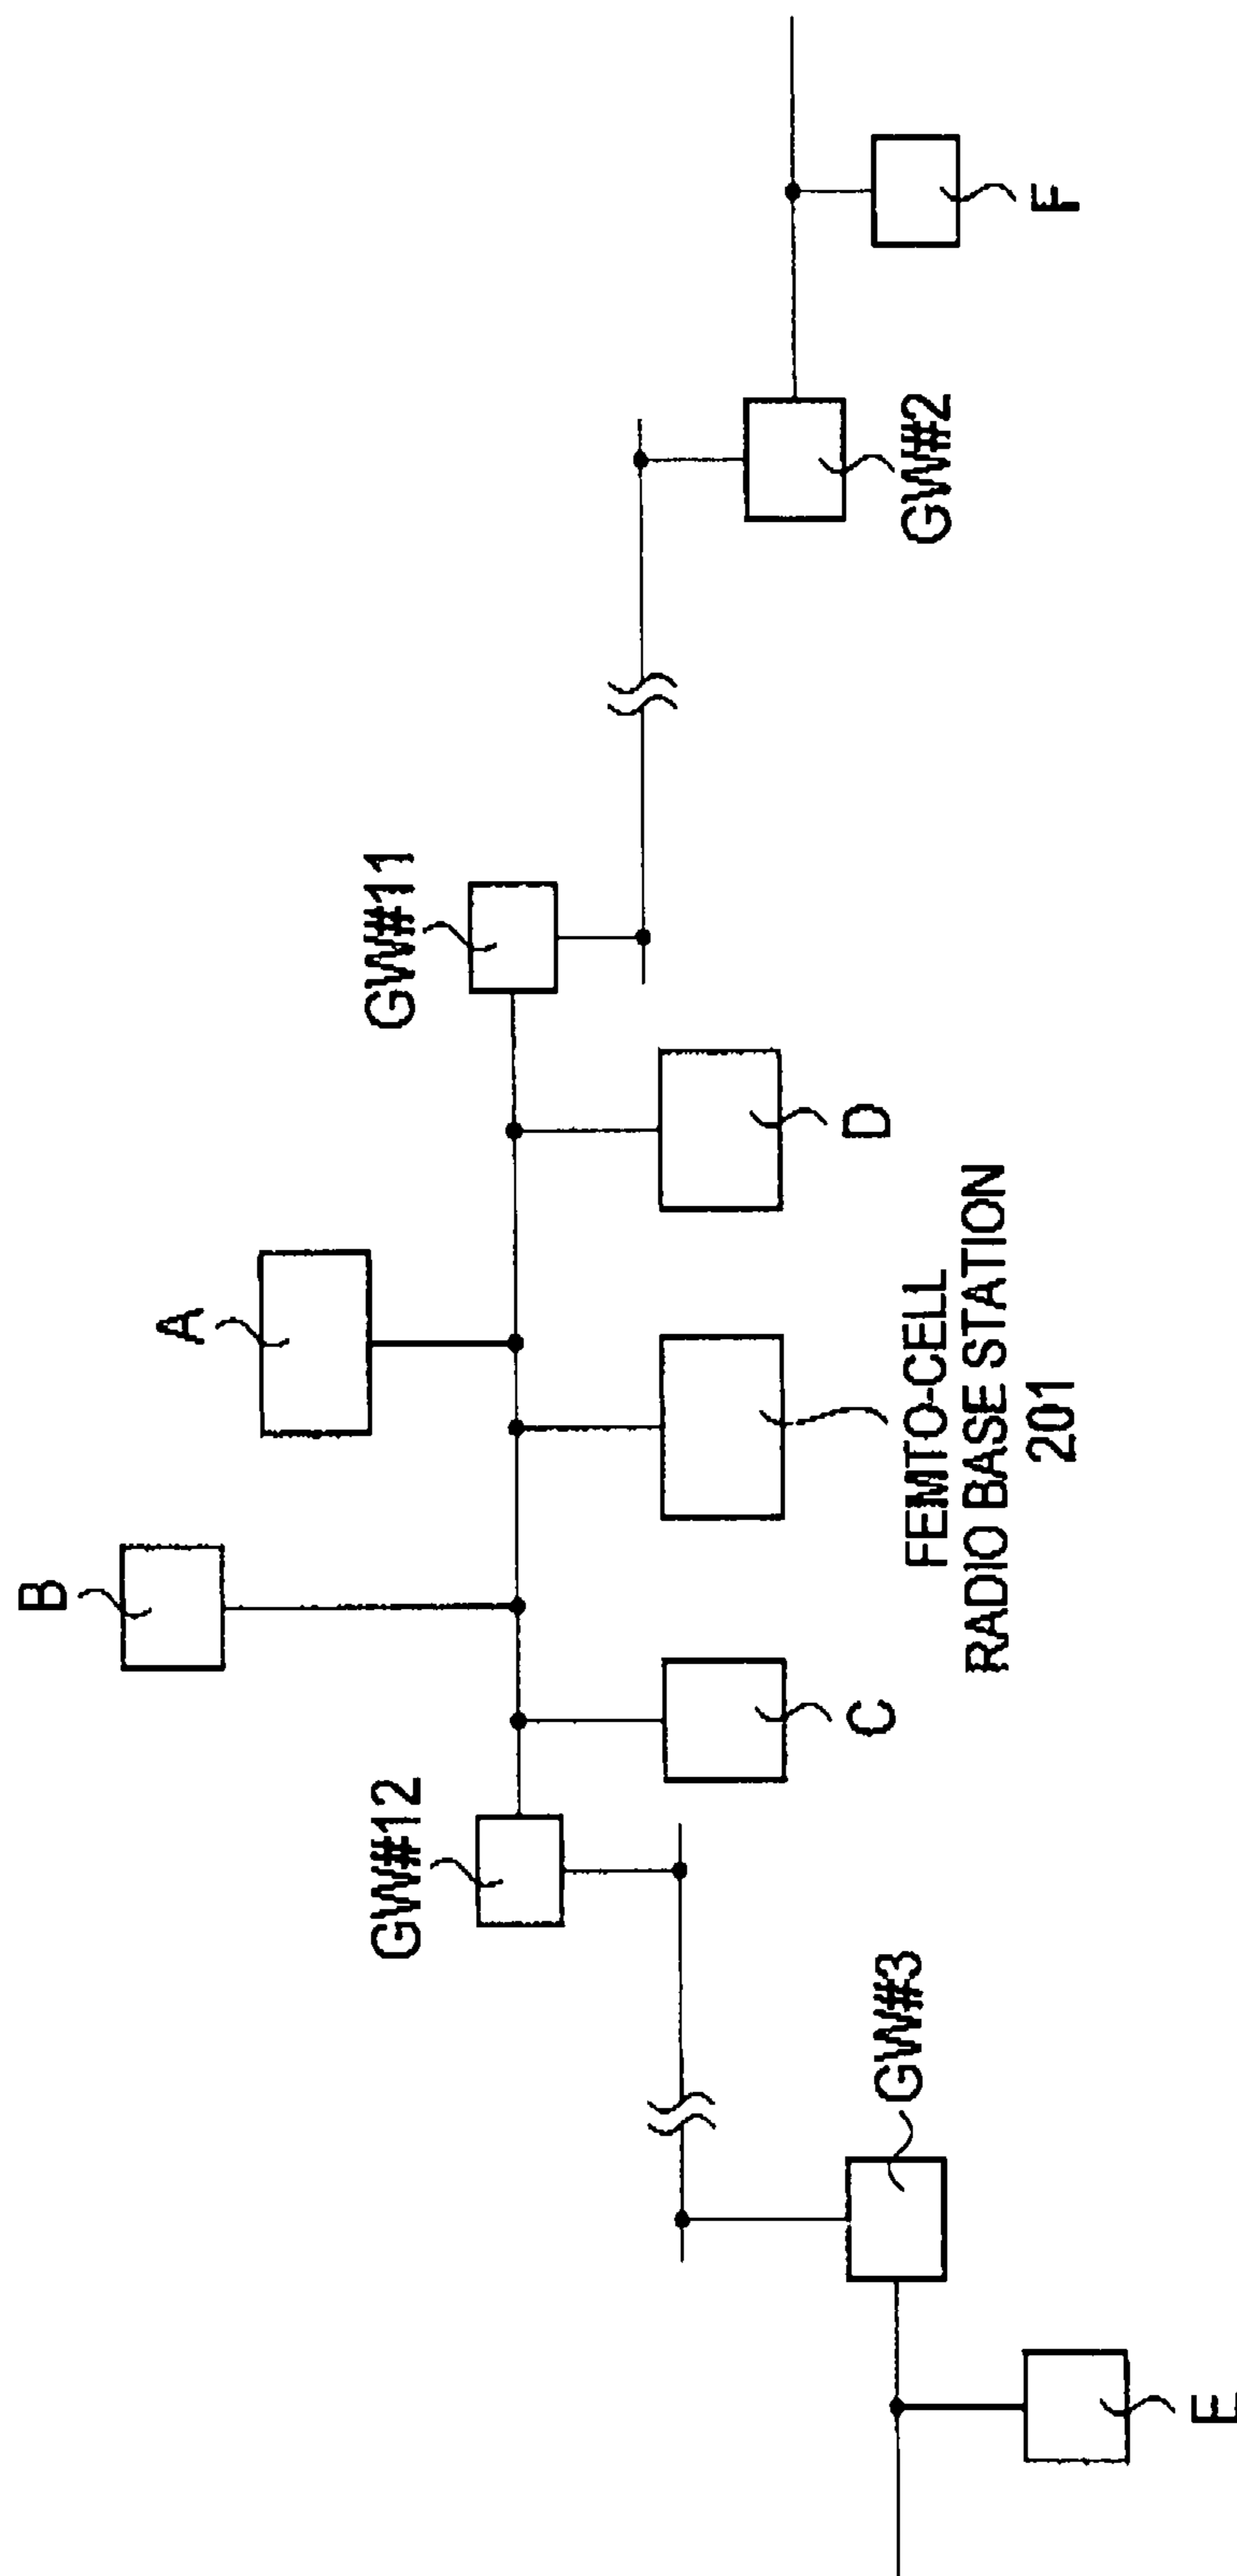 B
A
GW#12
GW#11
C
FEMTO-CELL
RADIO BASE STATION
201
D
GW#3
GW#2
E
F